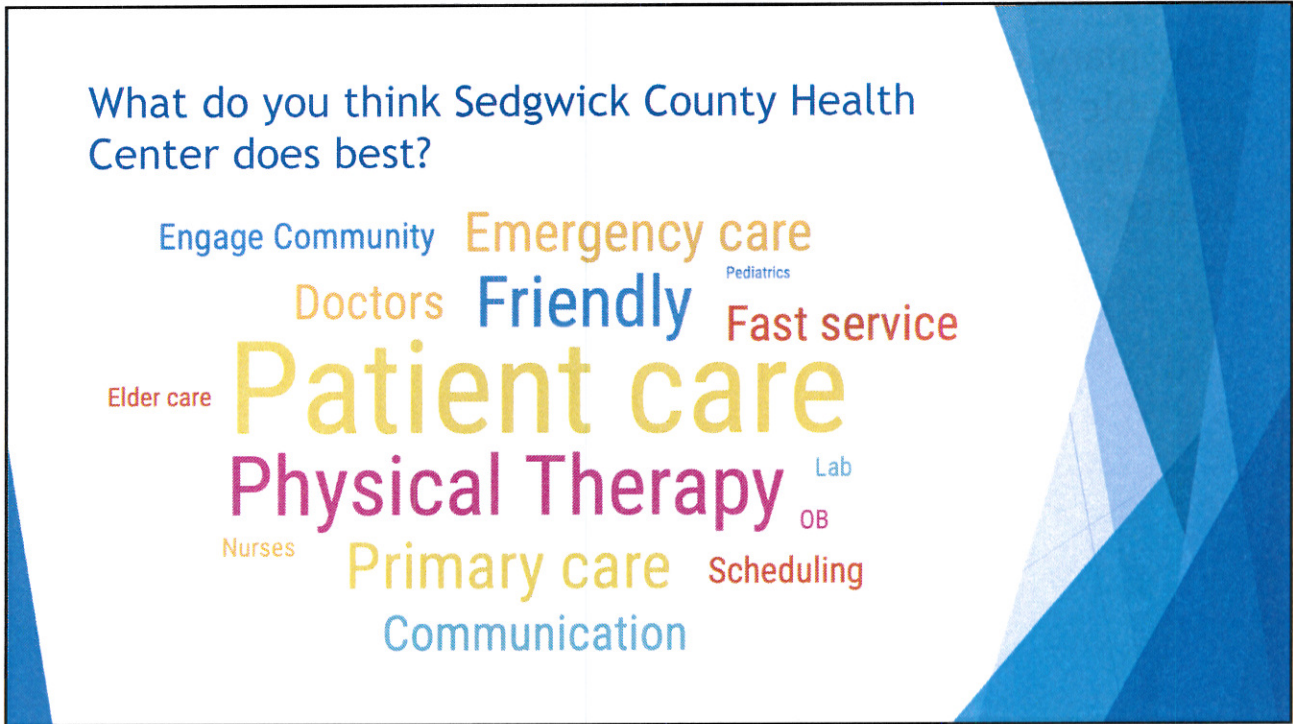 What do you think Sedgwick County Health
Center does best?
Engage Community
Emergency care
Pediatrics
Doctors
Friendly
Fast service
Patient care
Elder care
Physical Therapy
Lab
OB
Nurses
Primary care
Scheduling
Communication